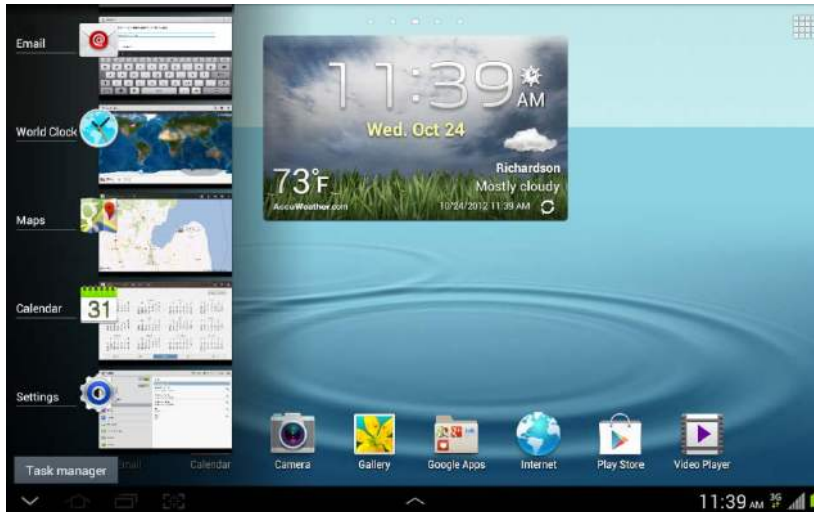 Email
World Clock
Maps
Calendar
31
Settings
Task manager
Email
Calendar
11:39 AM
Wed. Oct 24
73°F
AccuWeather.com
Richardson
Mostly cloudy
10/24/2012 11:39 AM
Camera
Gallery
Google Apps
Internet
Play Store
Video Player
11:39 AM
3G